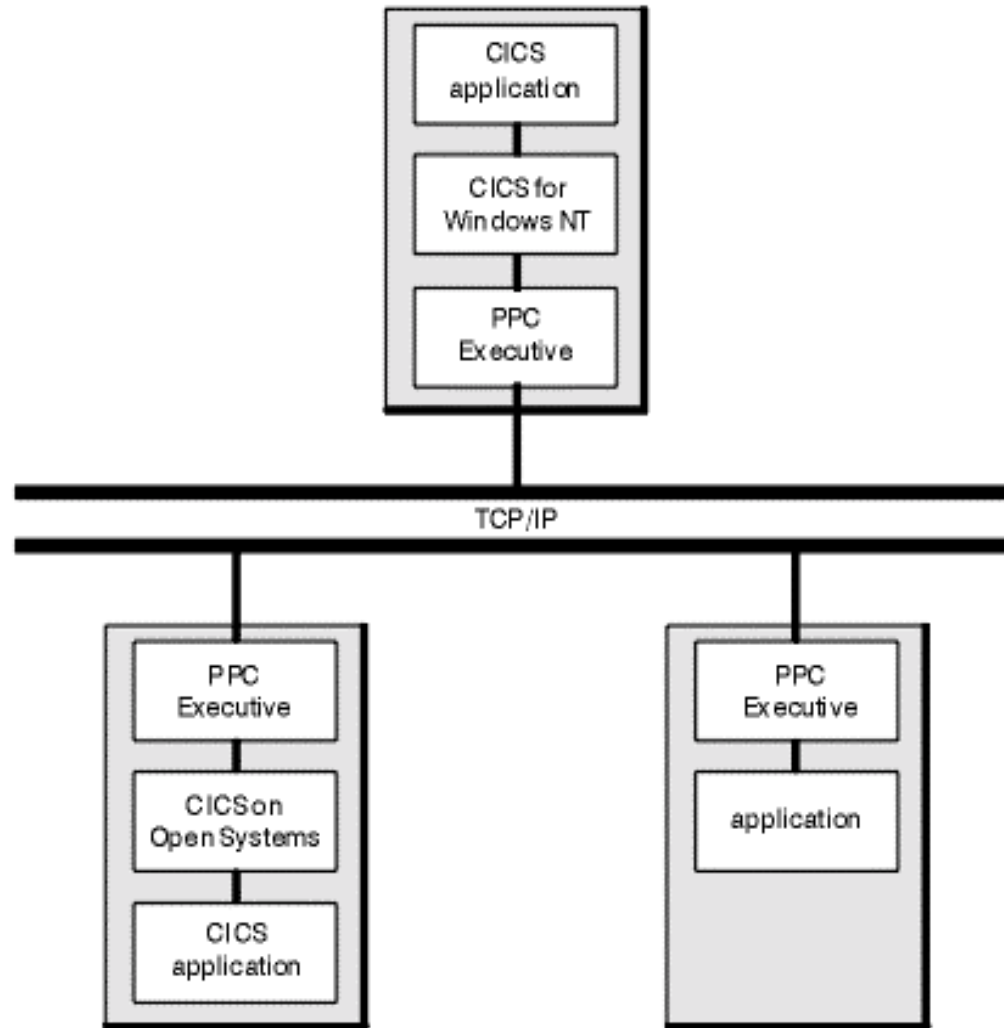 CICS
application
CICS for
Windows NT
PPC
Executive
TCP/IP
PPC
Executive
CICS on
Open Systems
CICS
application
PPC
Executive
application